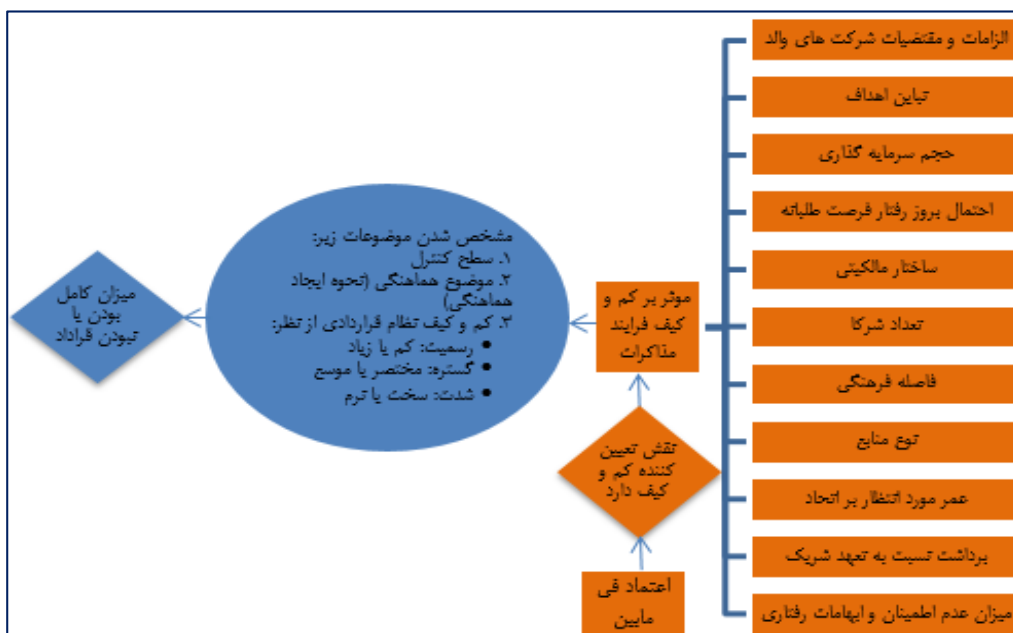 الزامات و مقتضیات شرکت های والد
تباین اهداف
حجم سرمایه گذاری
احتمال بروز رفتار فرصت طلبانه
ساختار مالکیتی
تعداد شرکا
فاصله فرهنگی
نوع منابع
عمر مورد انتظار بر اتحاد
برداشت نسبت به تعهد شریک
میزان عدم اطمینان و ابهامات رفتاری
موثر بر کم و
کیف فرایند
مذاکرات
نقش تعیین
کننده کم و
کیف دارد
اعتماد فی
مابین
مشخص شدن موضوعات زیر:
۱. سطح کنترل
۲. موضوع هماهنگی (نحوه ایجاد
هماهنگی)
۳. کم و کیف نظام قراردادی از نظر:
• رسمیت: کم یا زیاد
• گستره: مختصر یا موسع
• شدت: سخت یا نرم
میزان کامل
بودن یا
نبودن قراداد